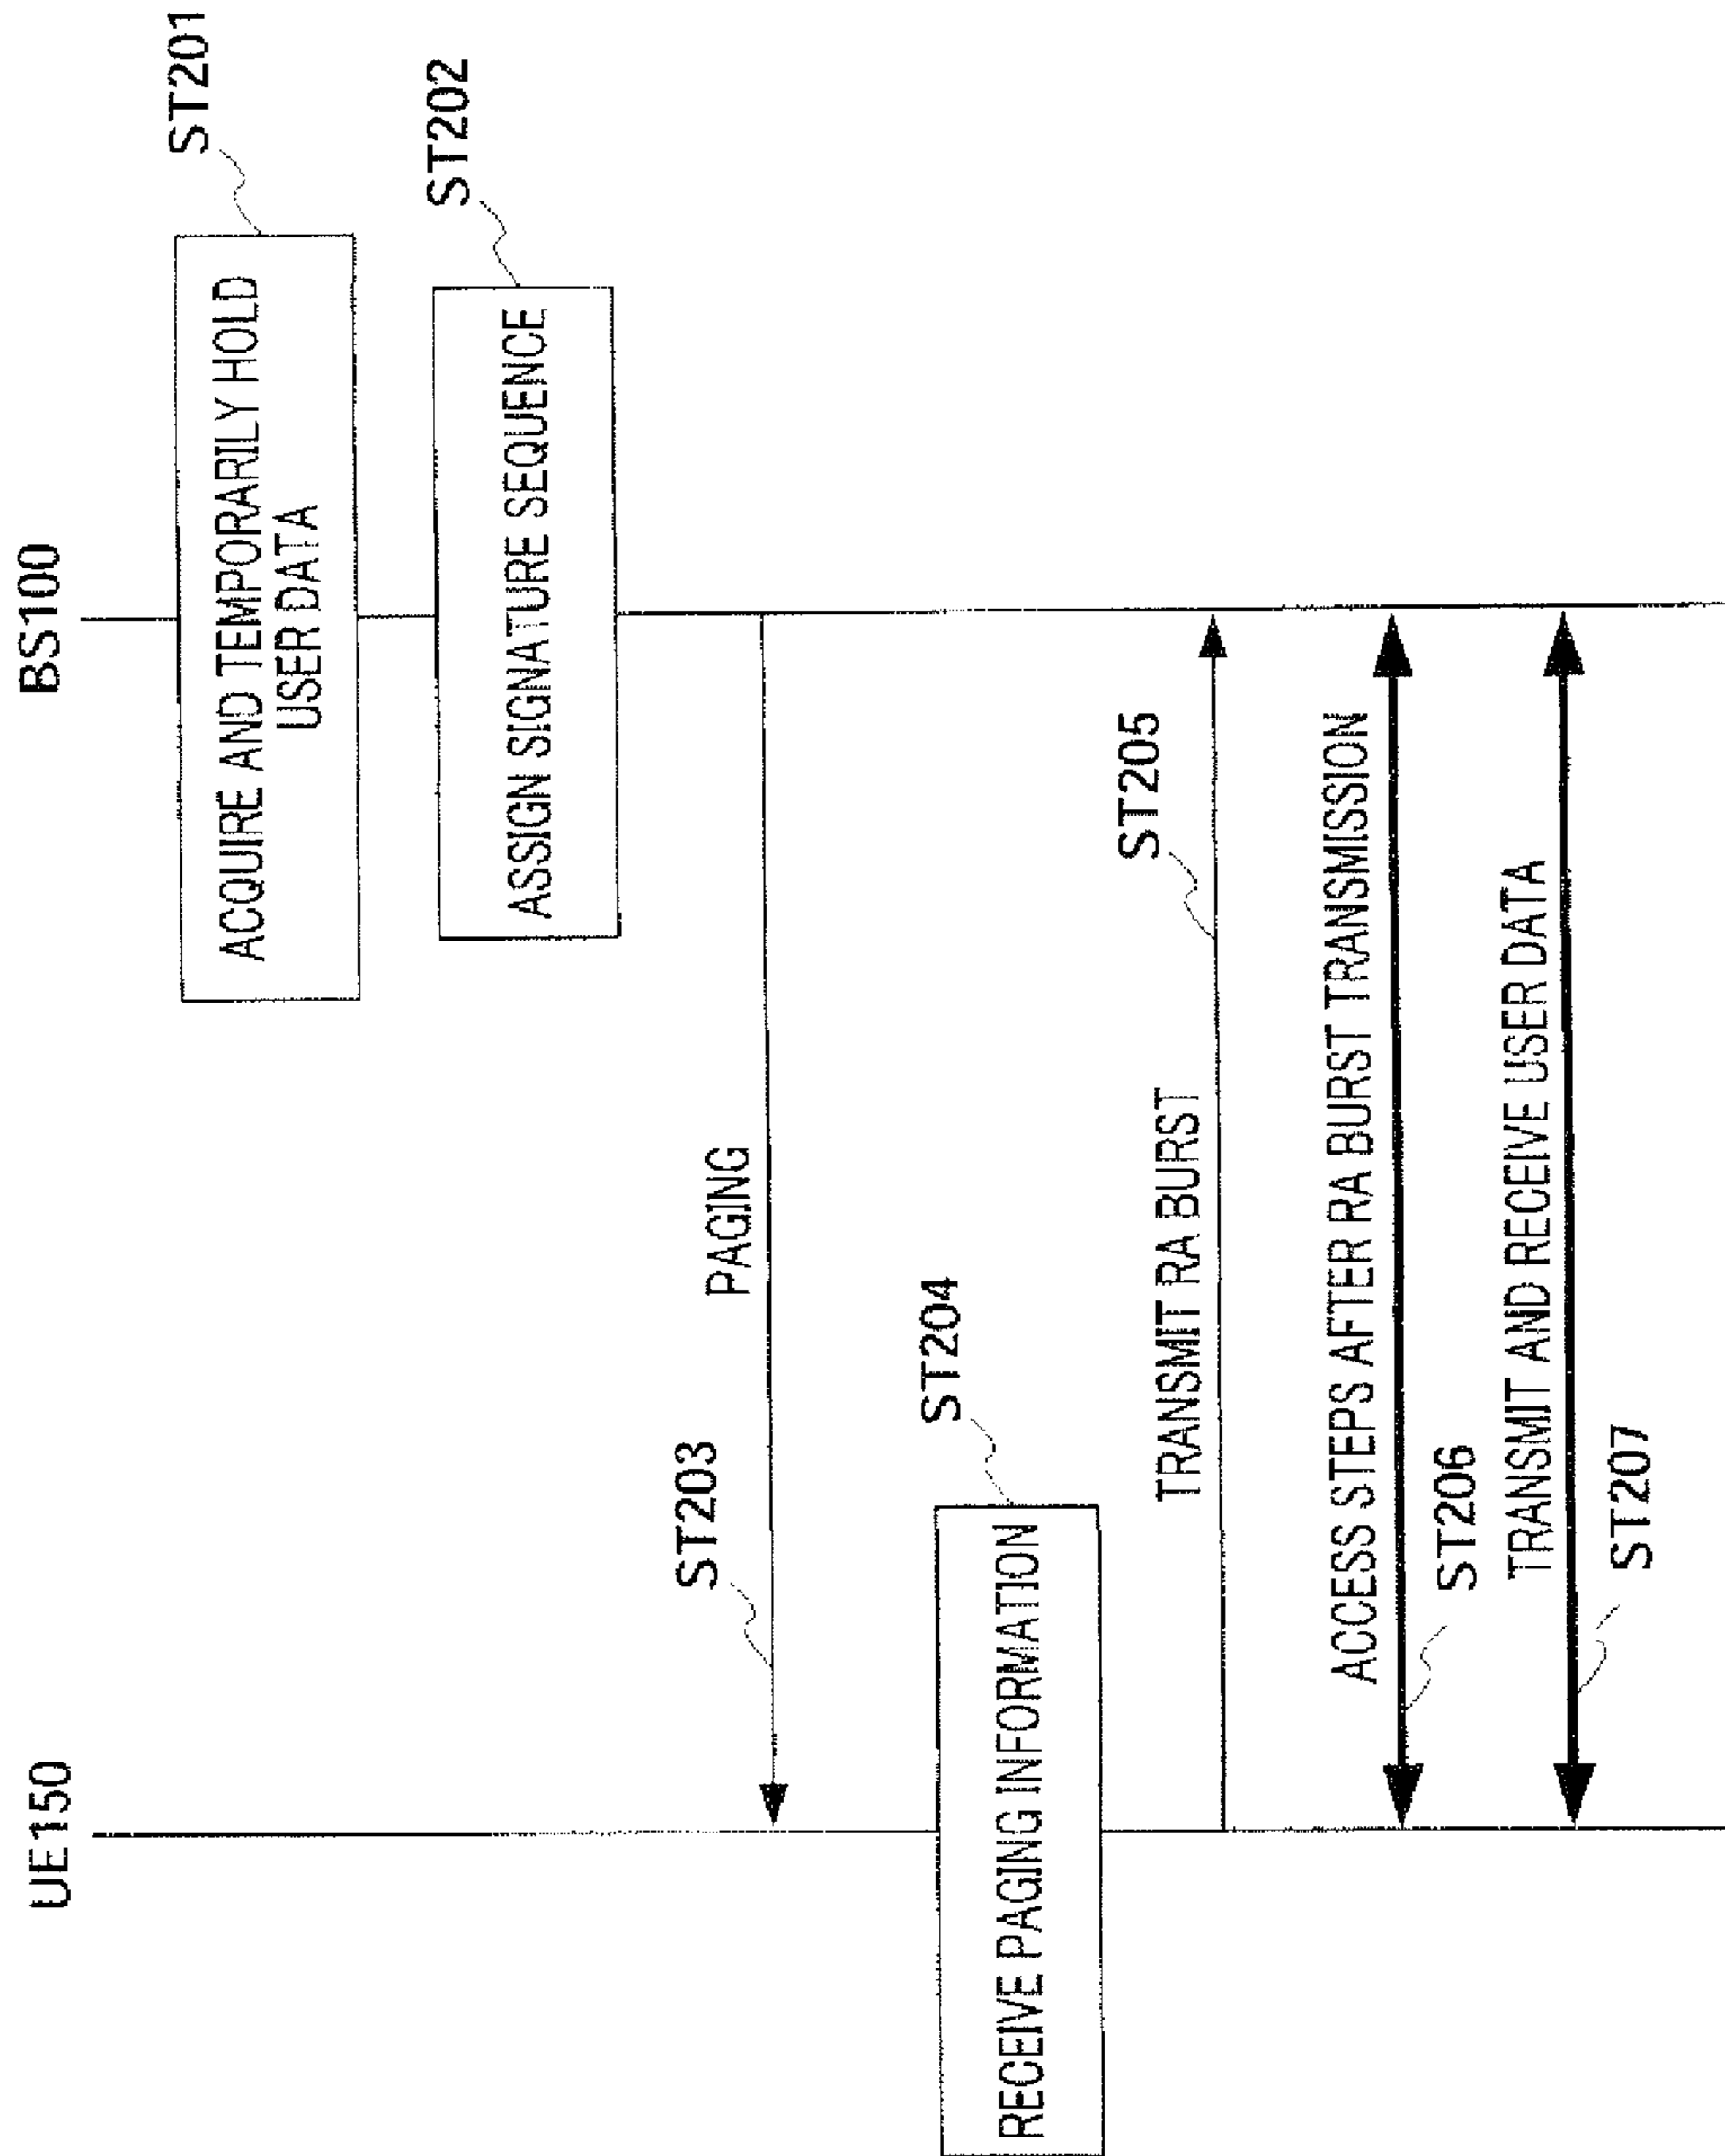 UE150
BS100
ACQUIRE AND TEMPORARILY HOLD
USER DATA
ST201
ASSIGN SIGNATURE SEQUENCE
ST202
PAGING
ST203
RECEIVE PAGING INFORMATION
ST204
TRANSMIT RA BURST
ST205
ACCESS STEPS AFTER RA BURST TRANSMISSION
ST206
TRANSMIT AND RECEIVE USER DATA
ST207